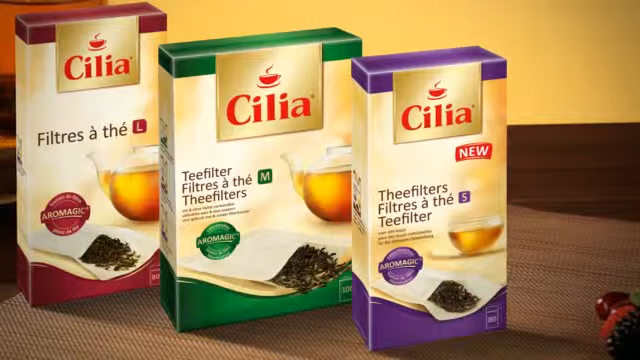 Cilia
Filtres à thé L
AROMAGIC
80
Cilia
Teefilter
Filtres à thé M
Theefilters
AROMAGIC
100
Cilia
NEW
Theefilters
Filtres à thé S
Teefilter
AROMAGIC
80